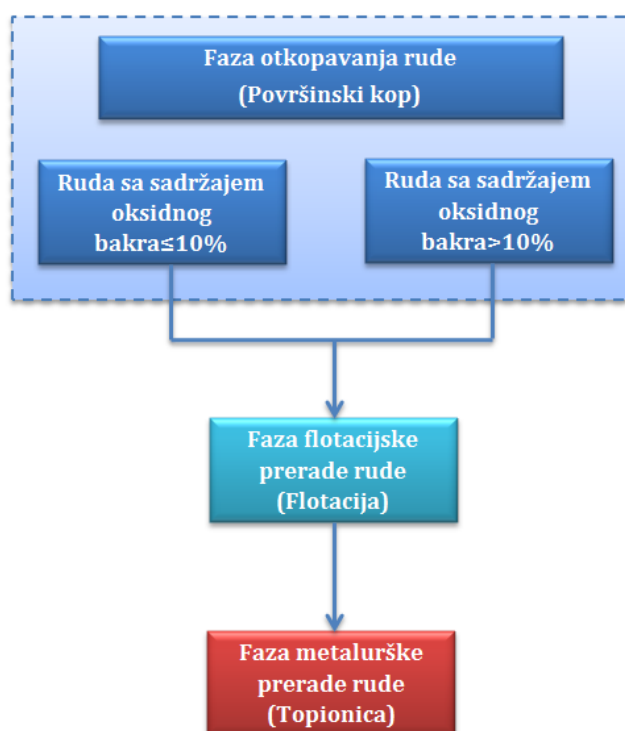 Faza otkopavanja rude
(Površinski kop)
Ruda sa sadržajem
oksidnog
bakra≤10%
Ruda sa sadržajem
oksidnog
bakra>10%
Faza flotacijske
prerade rude
(Flotacija)
Faza metalurške
prerade rude
(Topionica)